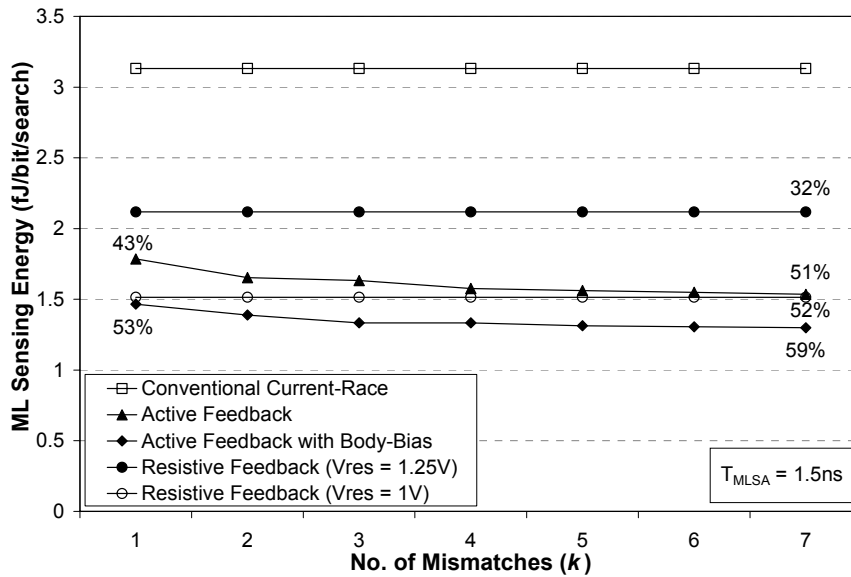 ML Sensing Energy (fJ/bit/search)
3.5
3
2.5
2
1.5
1
0.5
0
32%
43%
51%
52%
53%
59%
Conventional Current-Race
Active Feedback
Active Feedback with Body-Bias
Resistive Feedback (Vres = 1.25V)
Resistive Feedback (Vres = 1V)
TMLSA = 1.5ns
1 2 3 4 5 6 7
No. of Mismatches (k)